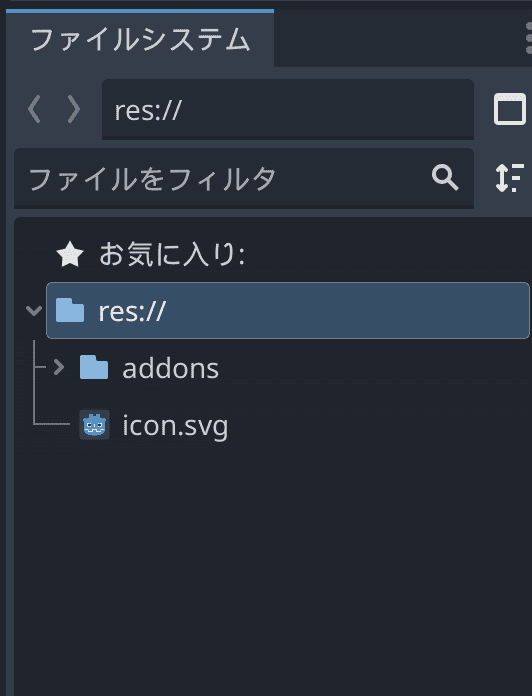 ファイルシステム
res://
ファイルをフィルタ
お気に入り:
res://
addons
icon.svg